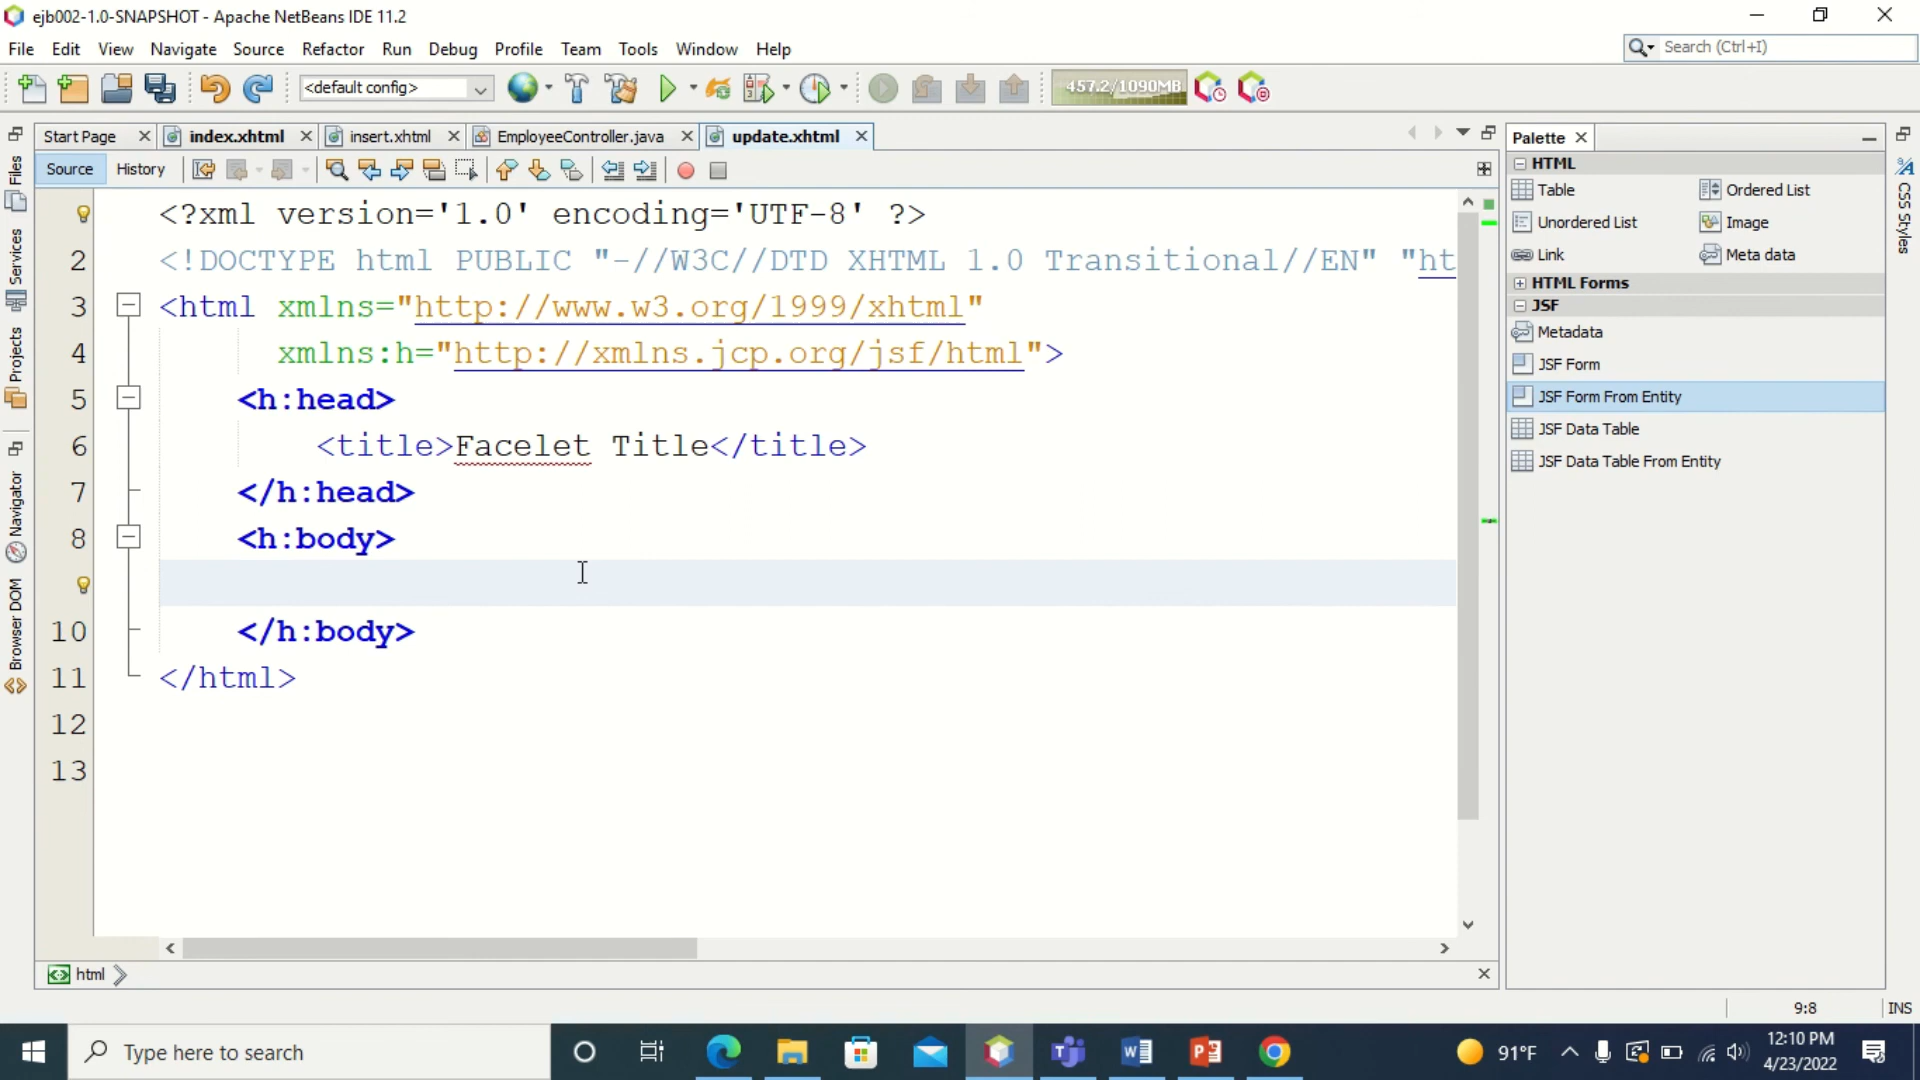 ejb002-1.0-SNAPSHOT - Apache NetBeans IDE 11.2
File Edit View Navigate Source Refactor Run Debug Profile Team Tools Window Help
Search (Ctrl+I)
<default config>
457.2/1090MB
Start Page
index.xhtml
insert.xhtml
EmployeeController.java
update.xhtml
Source History
Files
Services
Projects
Navigator
Browser DOM
<?xml version='1.0' encoding='UTF-8' ?>
2 <!DOCTYPE html PUBLIC "-//W3C//DTD XHTML 1.0 Transitional//EN" "ht
3 <html xmlns="http://www.w3.org/1999/xhtml"
4 xmlns:h="http://xmlns.jcp.org/jsf/html">
5 <h:head>
6 <title>Facelet Title</title>
7 </h:head>
8 <h:body>
10 </h:body>
11 </html>
12
13
html
Palette
HTML
Table Ordered List
Unordered List Image
Link Meta data
HTML Forms
JSF
Metadata
JSF Form
JSF Form From Entity
JSF Data Table
JSF Data Table From Entity
CSS Styles
9:8 INS
Type here to search
91°F
12:10 PM
4/23/2022